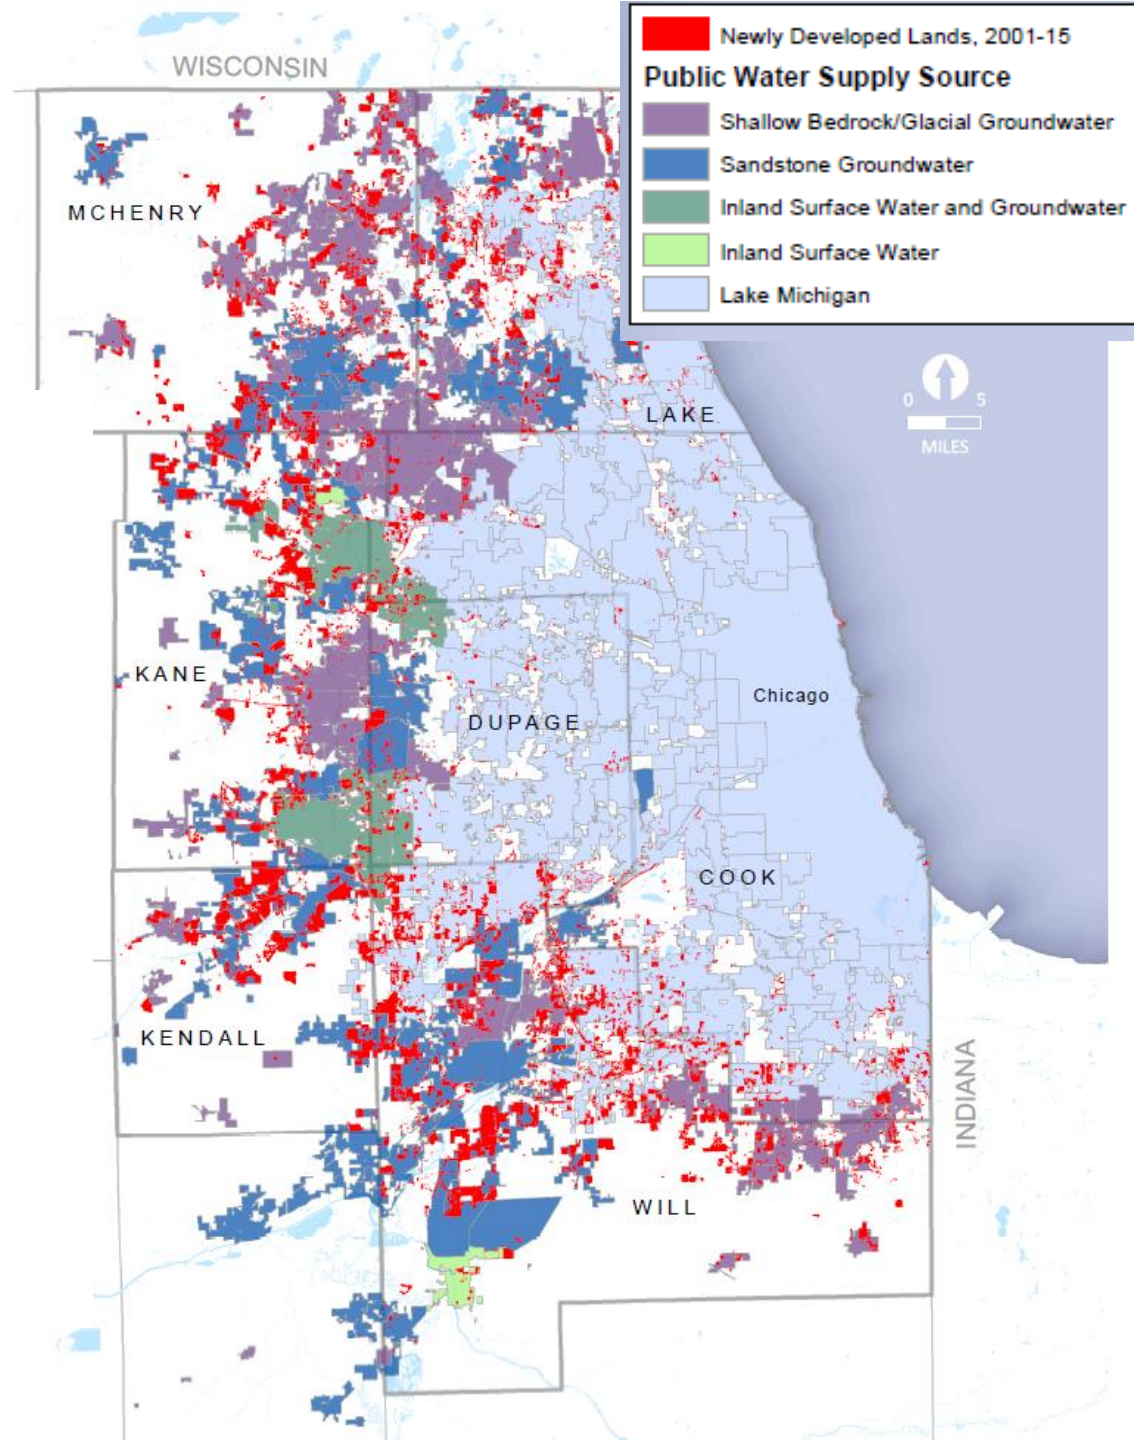 Newly Developed Lands, 2001-15
Public Water Supply Source
Shallow Bedrock/Glacial Groundwater
Sandstone Groundwater
Inland Surface Water and Groundwater
Inland Surface Water
Lake Michigan
WISCONSIN
MCHENRY
0 5
MILES
LAKE
KANE
Chicago
DUPAGE
COOK
KENDALL
INDIANA
WILL